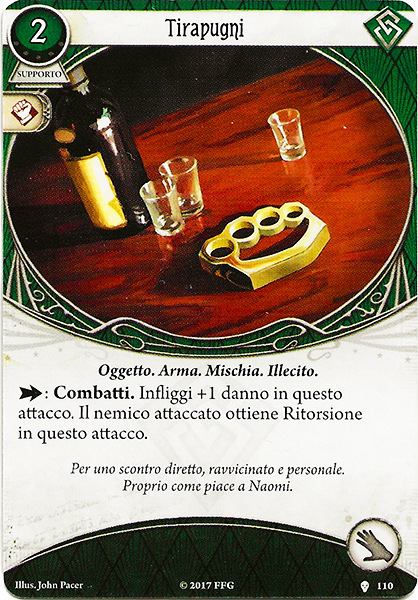 2
Tirapugni
SUPPORTO
Oggetto. Arma. Mischia. Illecito.
: Combatti. Infliggi +1 danno in questo
attacco. Il nemico attaccato ottiene Ritorsione
in questo attacco.
Per uno scontro diretto, ravvicinato e personale.
Proprio come piace a Naomi.
Illus. John Pacer
© 2017 FFG
110